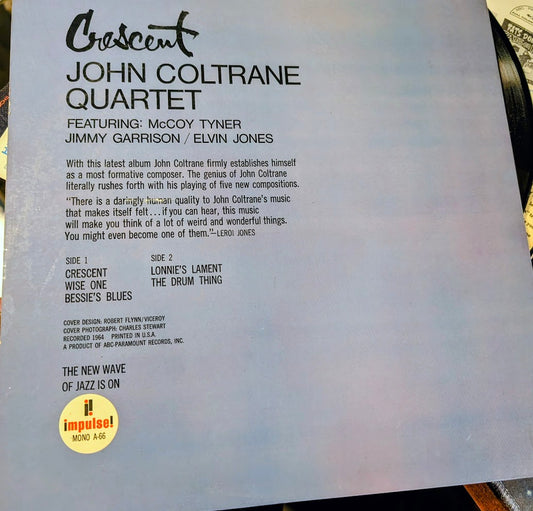 Crescent
JOHN COLTRANE
QUARTET
FEATURING: McCOY TYNER
JIMMY GARRISON / ELVIN JONES
With this latest album John Coltrane firmly establishes himself
as a most formative composer. The genius of John Coltrane
literally rushes forth with his playing of five new compositions.
“There is a daringly human quality to John Coltrane's music
that makes itself felt...if you can hear, this music
will make you think of a lot of weird and wonderful things.
You might even become one of them.”—LEROI JONES
SIDE 1
CRESCENT
WISE ONE
BESSIE'S BLUES
SIDE 2
LONNIE'S LAMENT
THE DRUM THING
COVER DESIGN: ROBERT FLYNN/VICEROY
COVER PHOTOGRAPH: CHARLES STEWART
RECORDED 1964 PRINTED IN U.S.A.
A PRODUCT OF ABC-PARAMOUNT RECORDS, INC.
THE NEW WAVE
OF JAZZ IS ON
impulse!
MONO A-66